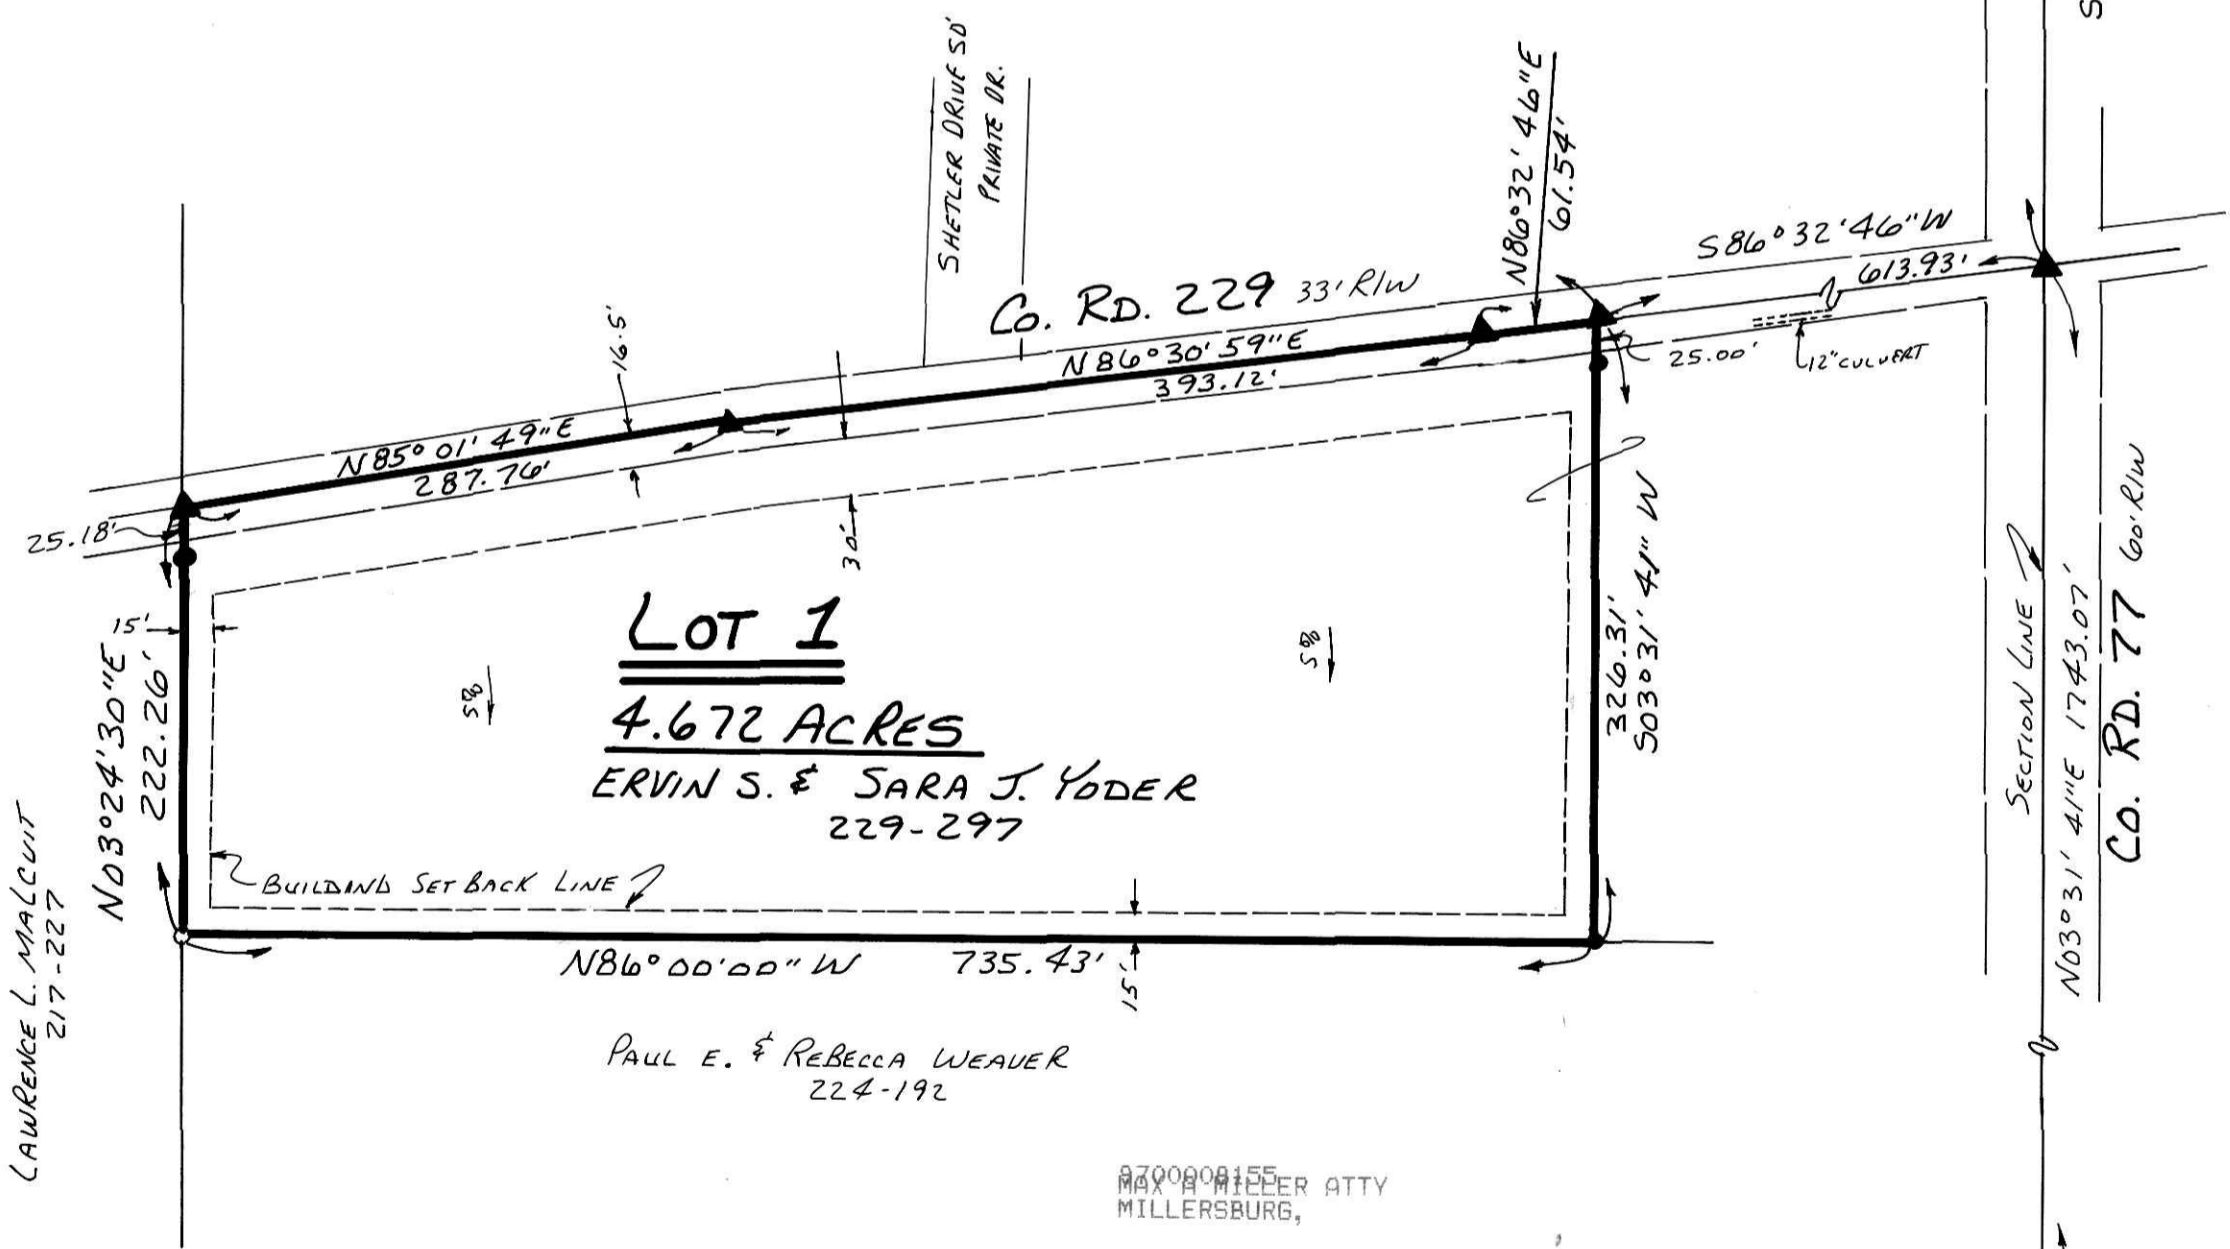 SHETLER DRIVE 50'
PRIVATE DR.
N86°32'46"E
61.54'
S86°32'46"W
613.93'
Co. RD. 229 33' R/W
N86°30'59"E
393.12'
25.00'
12" CULVERT
16.5'
N85°01'49"E
287.76'
25.18'
30'
15'
LOT 1
4.672 ACRES
ERVIN S. & SARA J. YODER
229-297
5%
5%
N03°24'30"E
222.26'
326.31'
S03°31'41"W
BUILDING SET BACK LINE
N86°00'00"W 735.43'
15'
LAWRENCE L. MALCUIT
217-227
PAUL E. & REBECCA WEAVER
224-192
SECTION LINE
N03°31'41"E 1743.07'
CO. RD. 77 60' R/W
S
MILLER ATTY
MILLERSBURG,